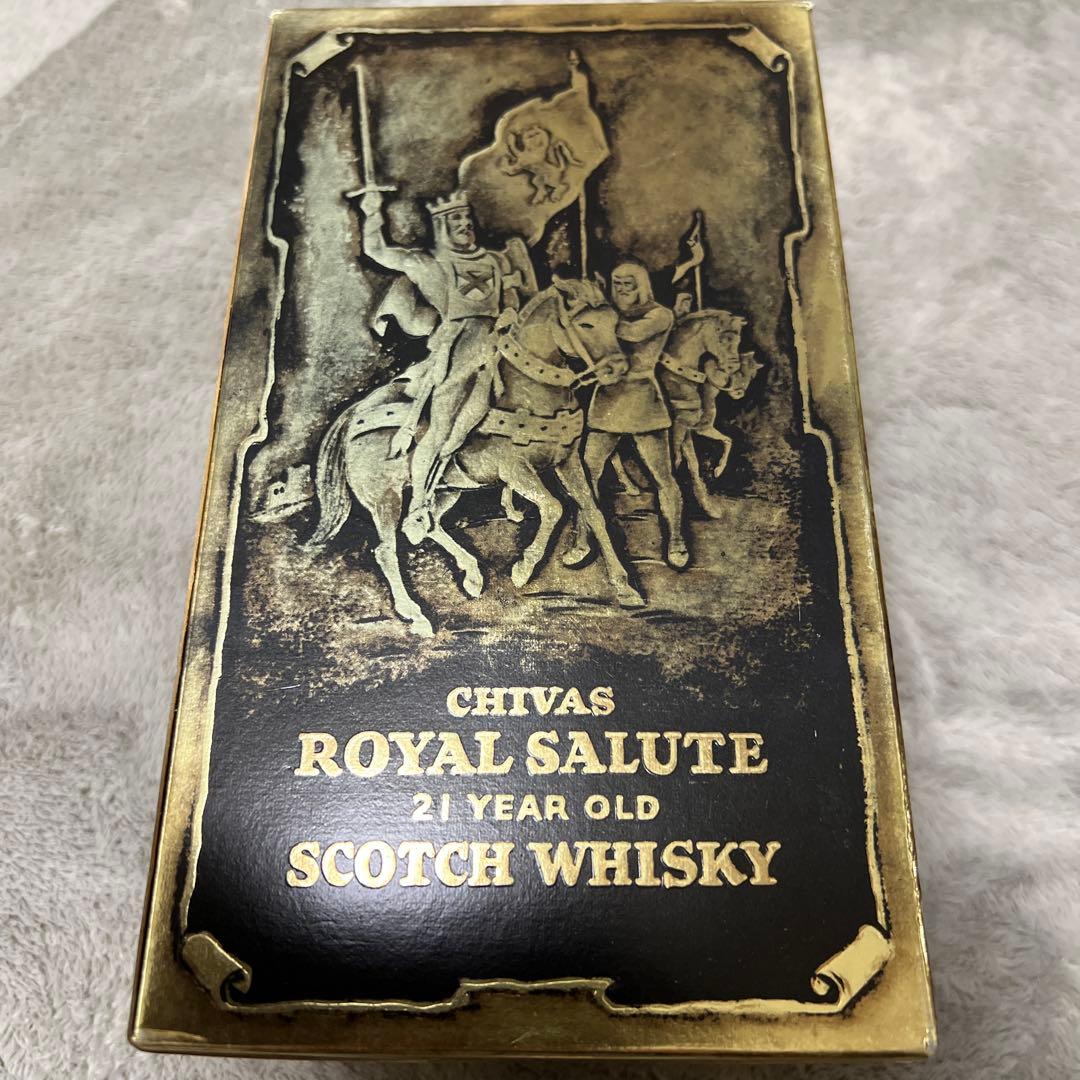 CHIVAS
ROYAL SALUTE
21 YEAR OLD
SCOTCH WHISKY